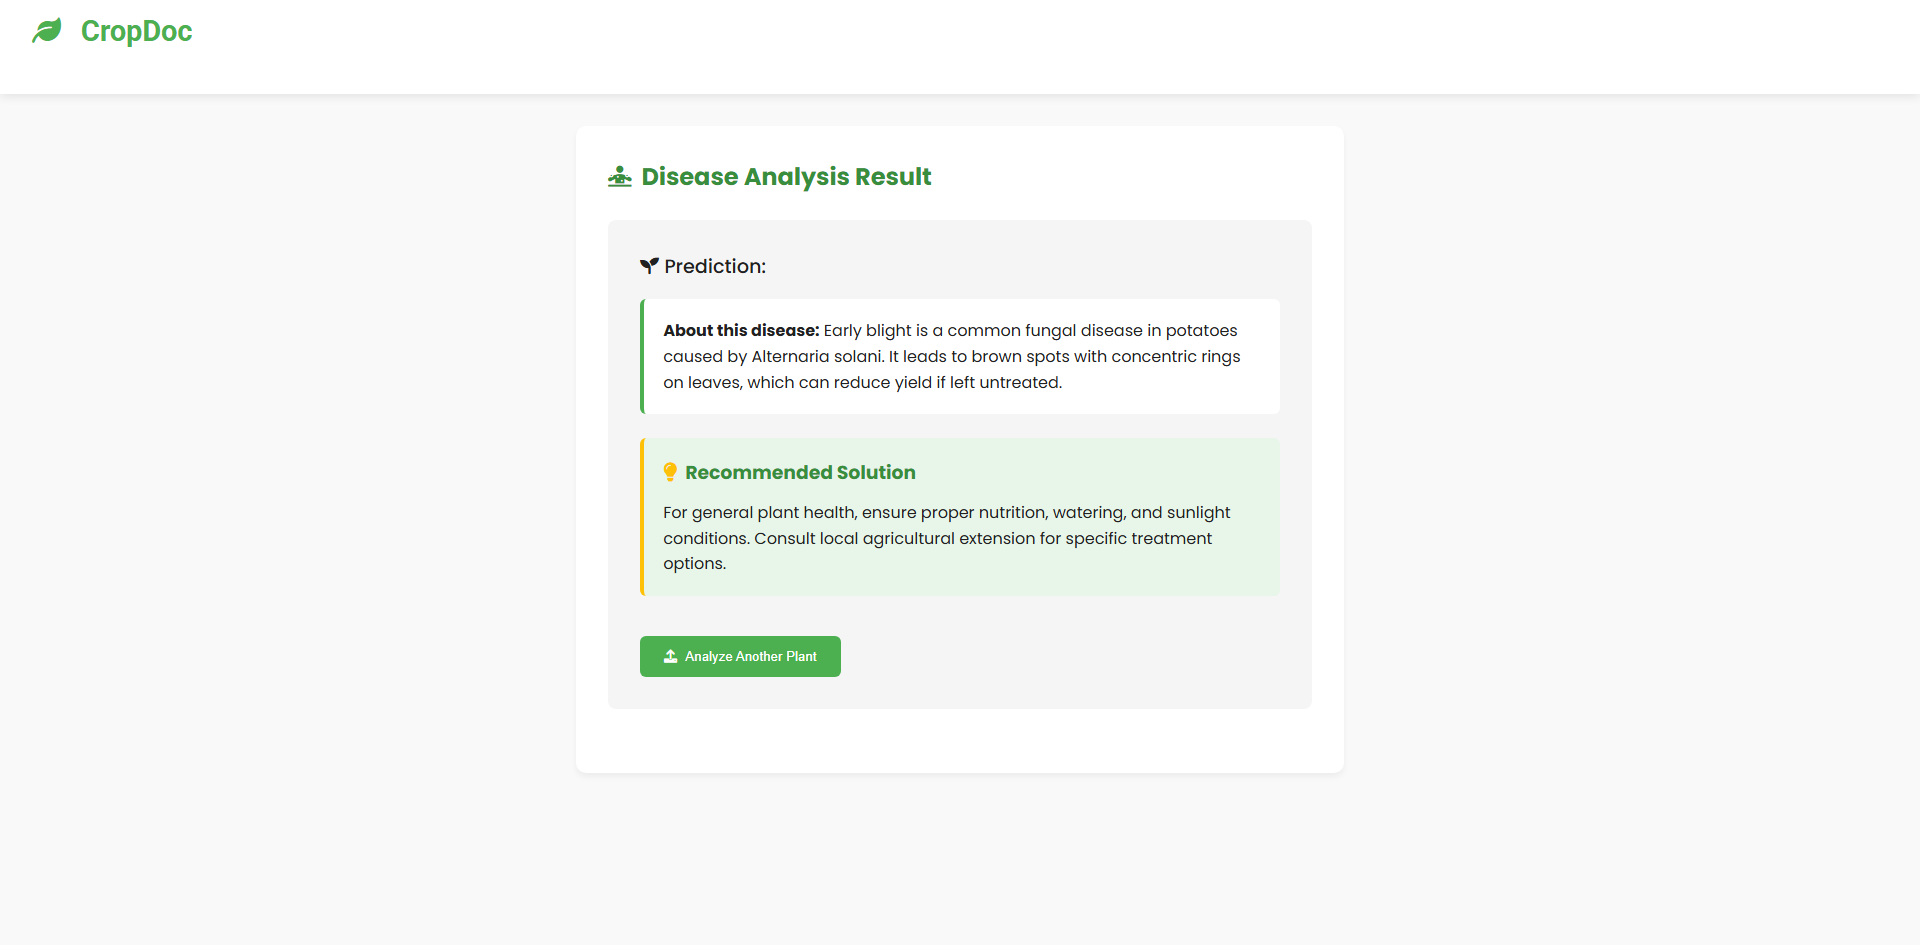 CropDoc
Disease Analysis Result
Prediction:
About this disease: Early blight is a common fungal disease in potatoes
caused by Alternaria solani. It leads to brown spots with concentric rings
on leaves, which can reduce yield if left untreated.
Recommended Solution
For general plant health, ensure proper nutrition, watering, and sunlight
conditions. Consult local agricultural extension for specific treatment
options.
Analyze Another Plant